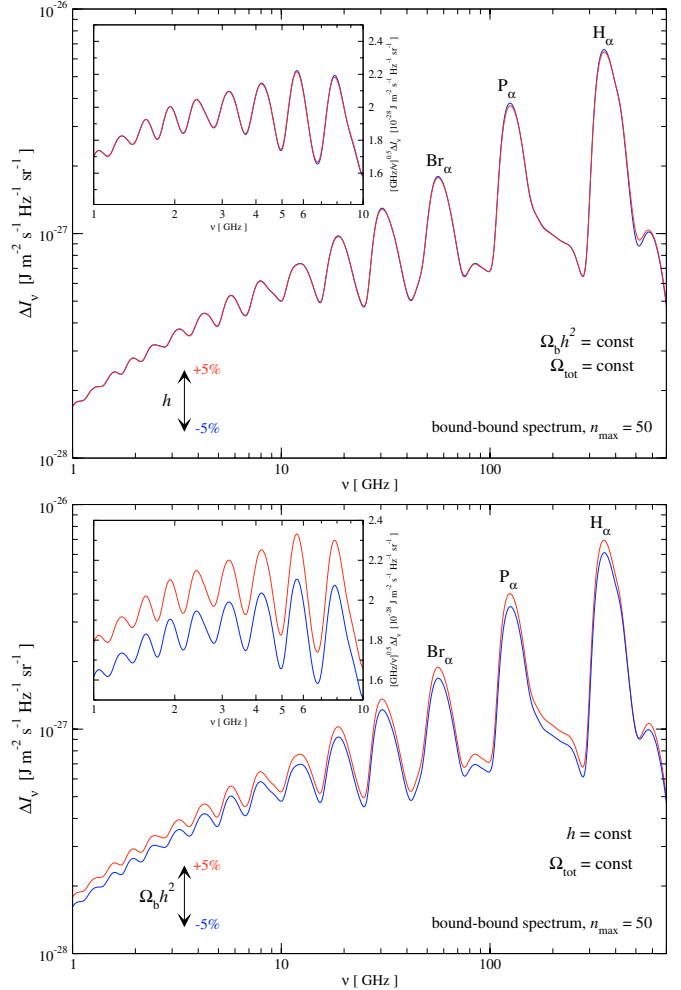 10⁻²⁶
10⁻²⁷
10⁻²⁸
ΔI_ν [J m⁻² s⁻¹ Hz⁻¹ sr⁻¹]
2.4
2.2
2
1.8
1.6
[GHz/ν]^0.5 ΔI_ν [10⁻²⁸ J m⁻² s⁻¹ Hz⁻¹ sr⁻¹]
1 2 3 4 5 6 7 8 10
ν [ GHz ]
H_α
P_α
Br_α
Ω_b h² = const
Ω_tot = const
+5%
h
-5%
bound-bound spectrum, n_max = 50
1 10 100
ν [ GHz ]
10⁻²⁶
10⁻²⁷
10⁻²⁸
ΔI_ν [J m⁻² s⁻¹ Hz⁻¹ sr⁻¹]
2.4
2.2
2
1.8
1.6
[GHz/ν]^0.5 ΔI_ν [10⁻²⁸ J m⁻² s⁻¹ Hz⁻¹ sr⁻¹]
1 2 3 4 5 6 7 8 10
ν [ GHz ]
H_α
P_α
Br_α
h = const
Ω_tot = const
+5%
Ω_b h²
-5%
bound-bound spectrum, n_max = 50
1 10 100
ν [ GHz ]